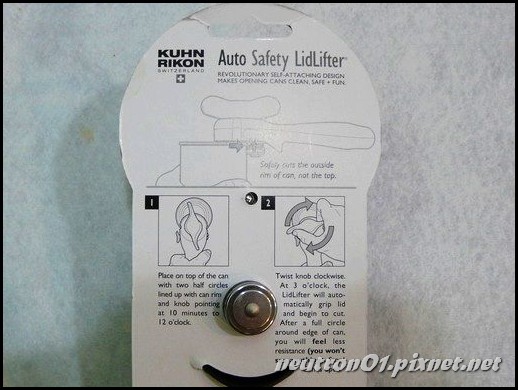 KUHN
RIKON
SWITZERLAND
Auto Safety LidLifter®
REVOLUTIONARY SELF-ATTACHING DESIGN
MAKES OPENING CANS CLEAN, SAFE + FUN.
Safely cuts the outside
rim of can, not the top.
1
2
Place on top of the can
with two half circles
lined up with can rim
and knob pointing
at 10 minutes to
12 o'clock.
Twist knob clockwise.
At 3 o'clock, the
LidLifter will auto-
matically grip lid
and begin to cut.
After a full circle
around edge of can,
you will feel less
resistance (you won't
neutron01.pixnet.net